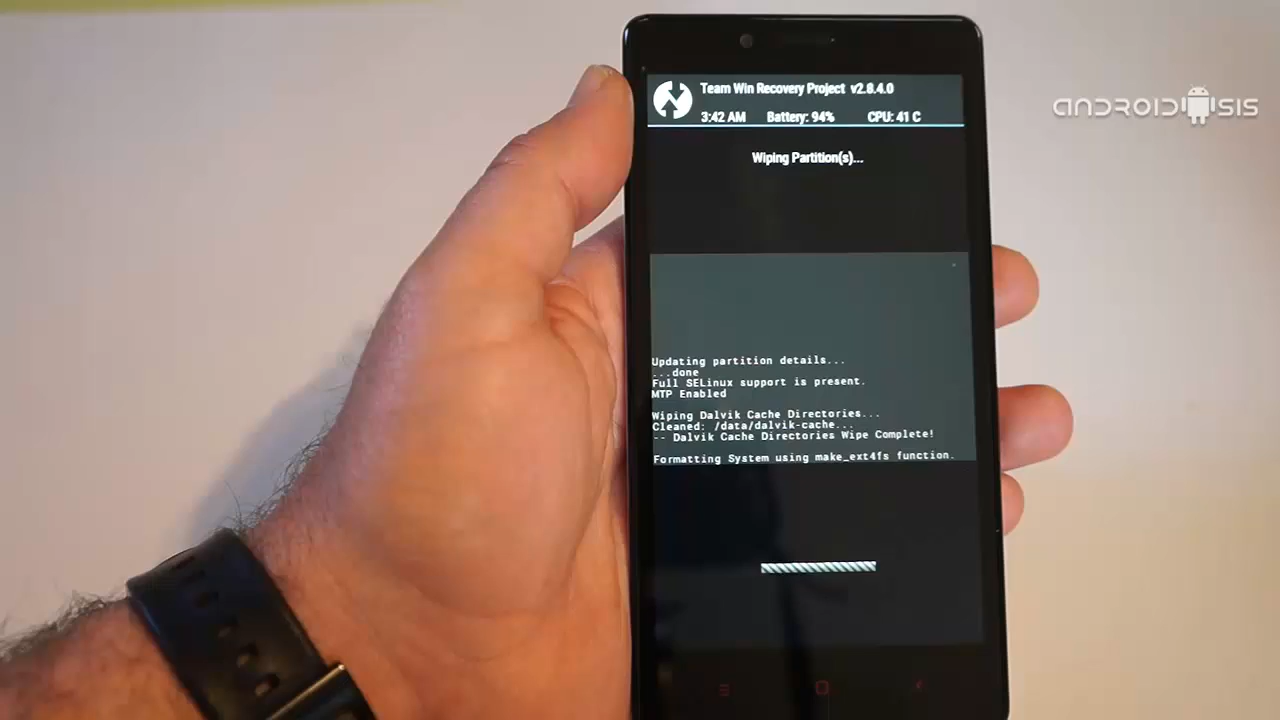 Team Win Recovery Project v2.8.4.0
3:42 AM Battery: 94% CPU: 41 C
ANDROIDSIS
Wiping Partition(s)...
Updating partition details...
...done
Full SELinux support is present.
MTP Enabled
Wiping Dalvik Cache Directories...
Cleaned: /data/dalvik-cache...
-- Dalvik Cache Directories Wipe Complete!
Formatting System using make_ext4fs function.